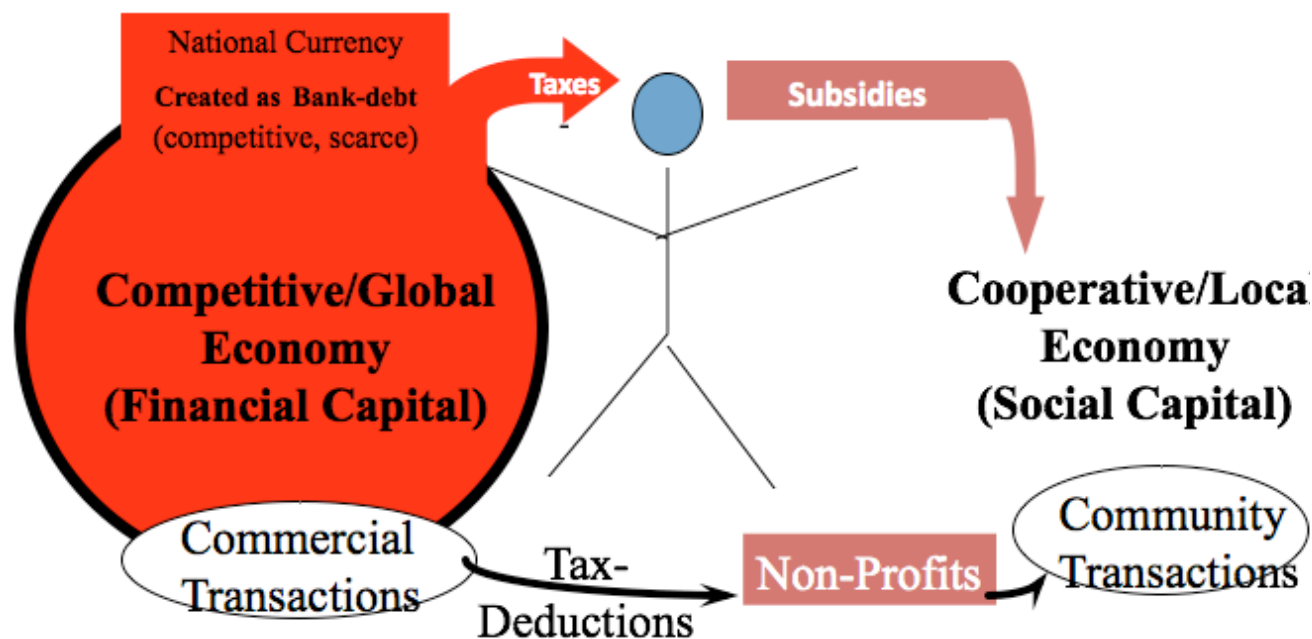 National Currency
Created as Bank-debt
(competitive, scarce)
Taxes
Subsidies
Competitive/Global
Economy
(Financial Capital)
Cooperative/Local
Economy
(Social Capital)
Commercial
Transactions
Tax-
Deductions
Non-Profits
Community
Transactions